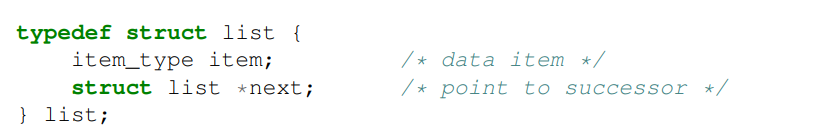 typedef struct list {
    item_type item;        /* data item */
    struct list *next;     /* point to successor */
} list;